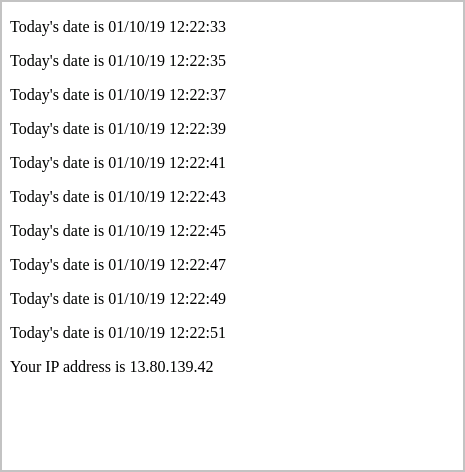 Today's date is 01/10/19 12:22:33
Today's date is 01/10/19 12:22:35
Today's date is 01/10/19 12:22:37
Today's date is 01/10/19 12:22:39
Today's date is 01/10/19 12:22:41
Today's date is 01/10/19 12:22:43
Today's date is 01/10/19 12:22:45
Today's date is 01/10/19 12:22:47
Today's date is 01/10/19 12:22:49
Today's date is 01/10/19 12:22:51
Your IP address is 13.80.139.42